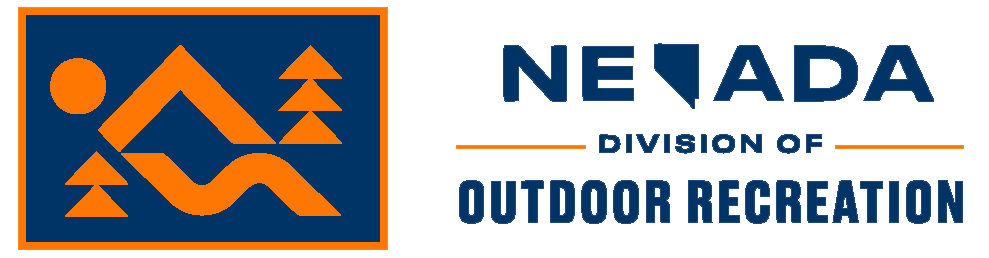 NEVADA
DIVISION OF
OUTDOOR RECREATION